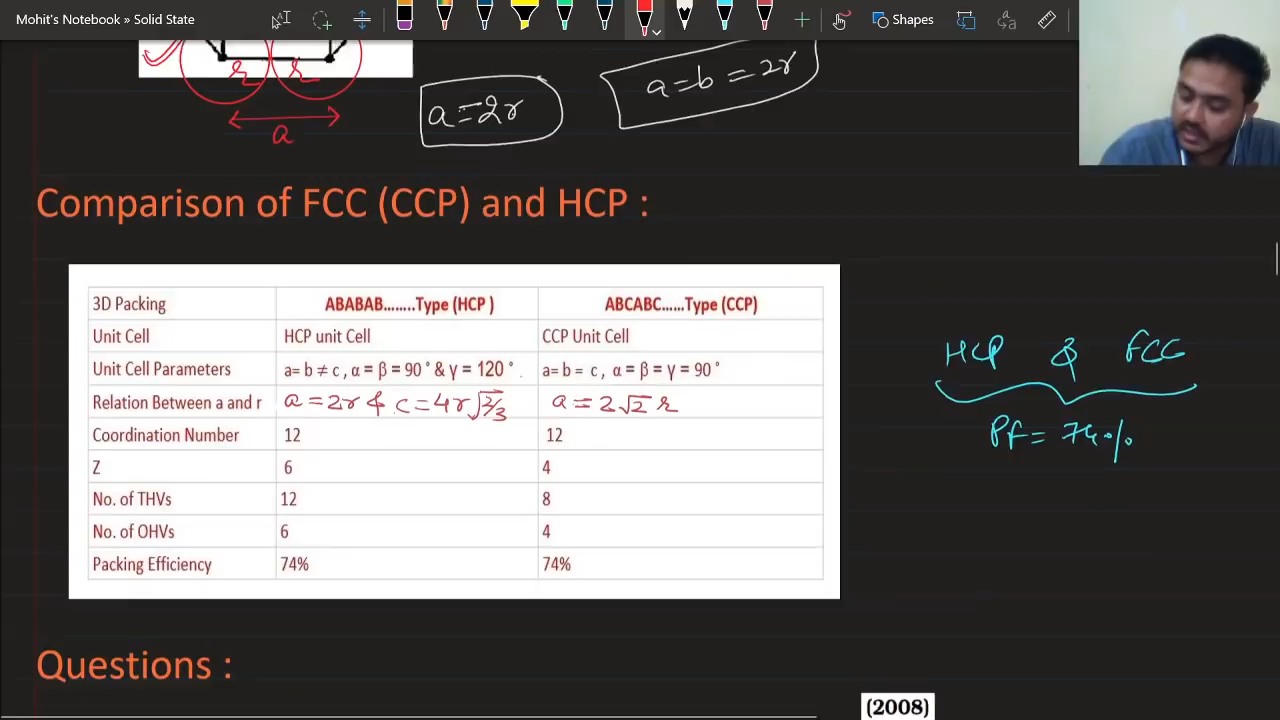 Mohit's Notebook » Solid State
Shapes
r r
a
a=2r
a=b=2r
Comparison of FCC (CCP) and HCP :
3D Packing ABABAB........Type (HCP ) ABCABC......Type (CCP)
Unit Cell HCP unit Cell CCP Unit Cell
Unit Cell Parameters a= b ≠ c , α = β = 90 ° & γ = 120 ° . a= b = c , α = β = γ = 90 °
Relation Between a and r a = 2r & c = 4r√2/3 a = 2√2 r
Coordination Number 12 12
Z 6 4
No. of THVs 12 8
No. of OHVs 6 4
Packing Efficiency 74% 74%
HCP & FCC
Pf = 74%
Questions :
(2008)